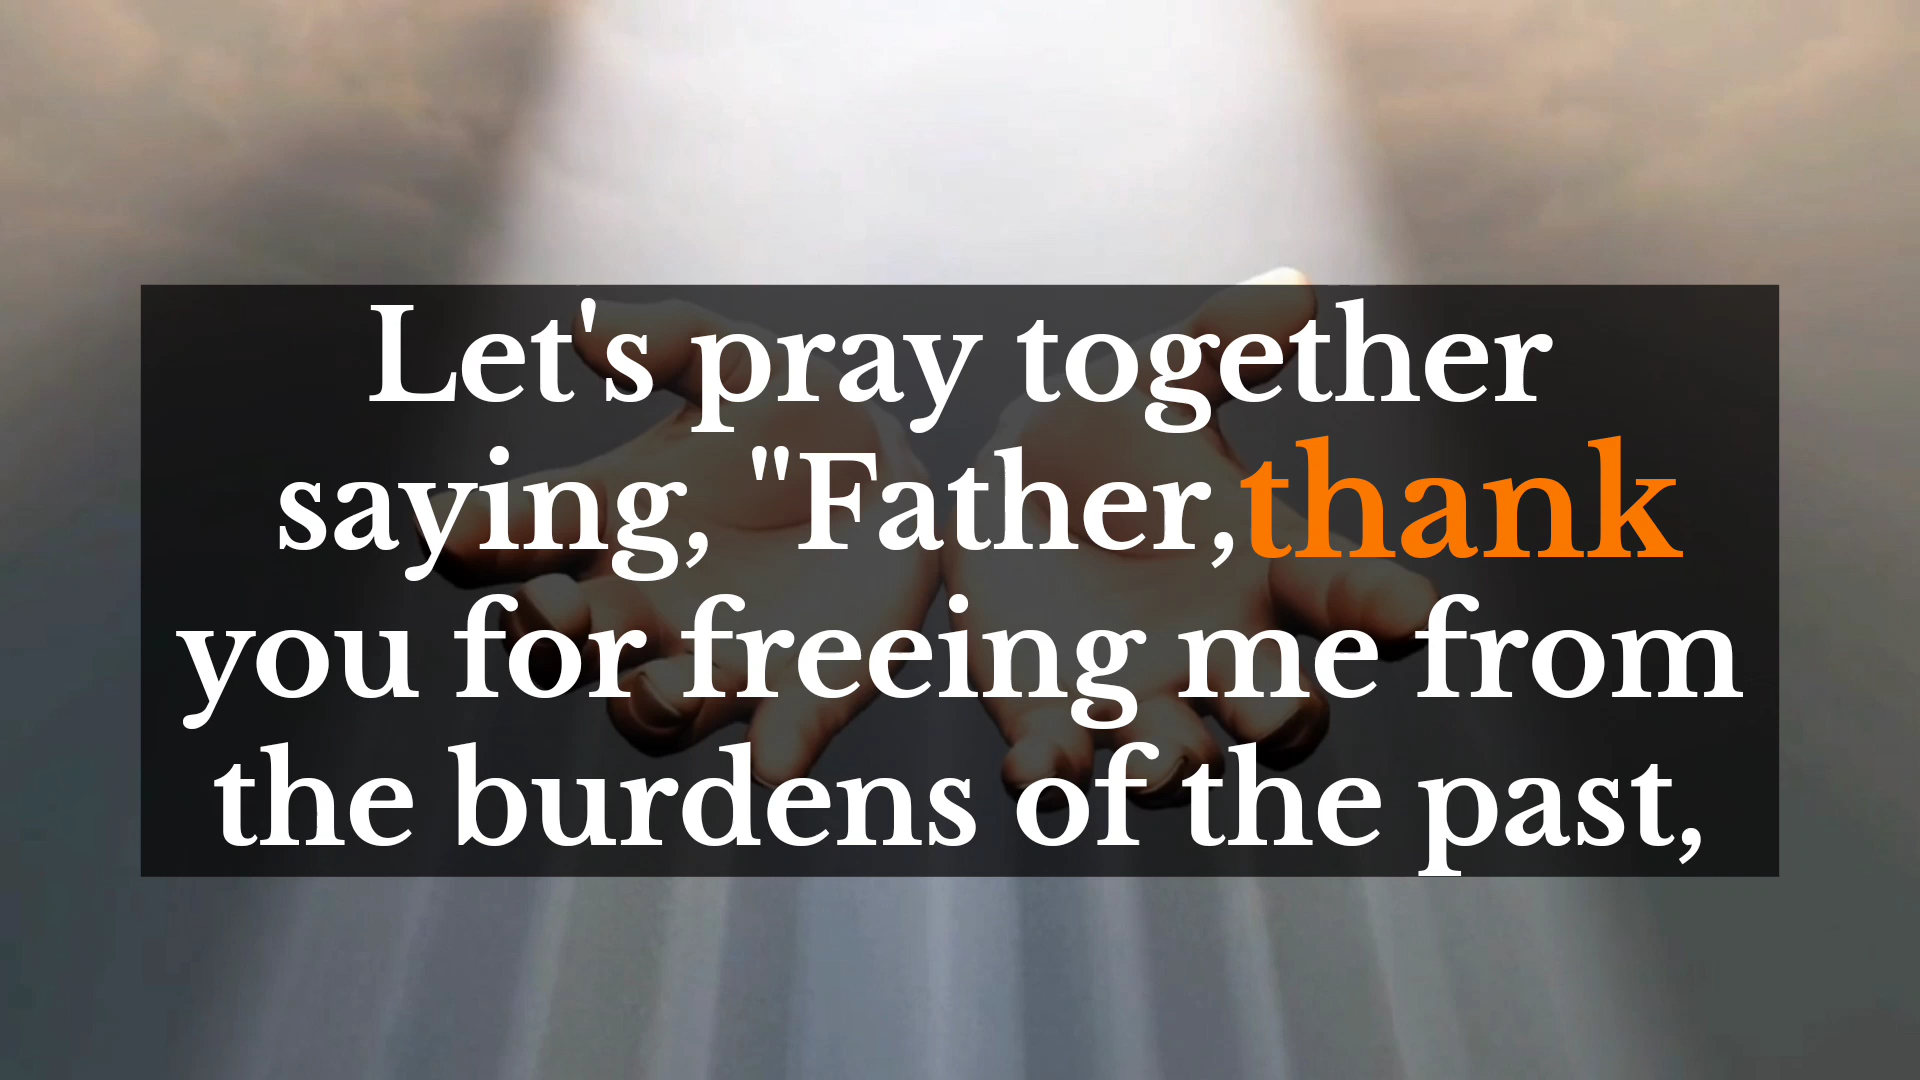 Let's pray together
saying, "Father,thank
you for freeing me from
the burdens of the past,